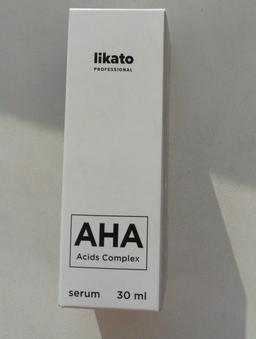 likato
PROFESSIONAL
AHA
Acids Complex
serum 30 ml